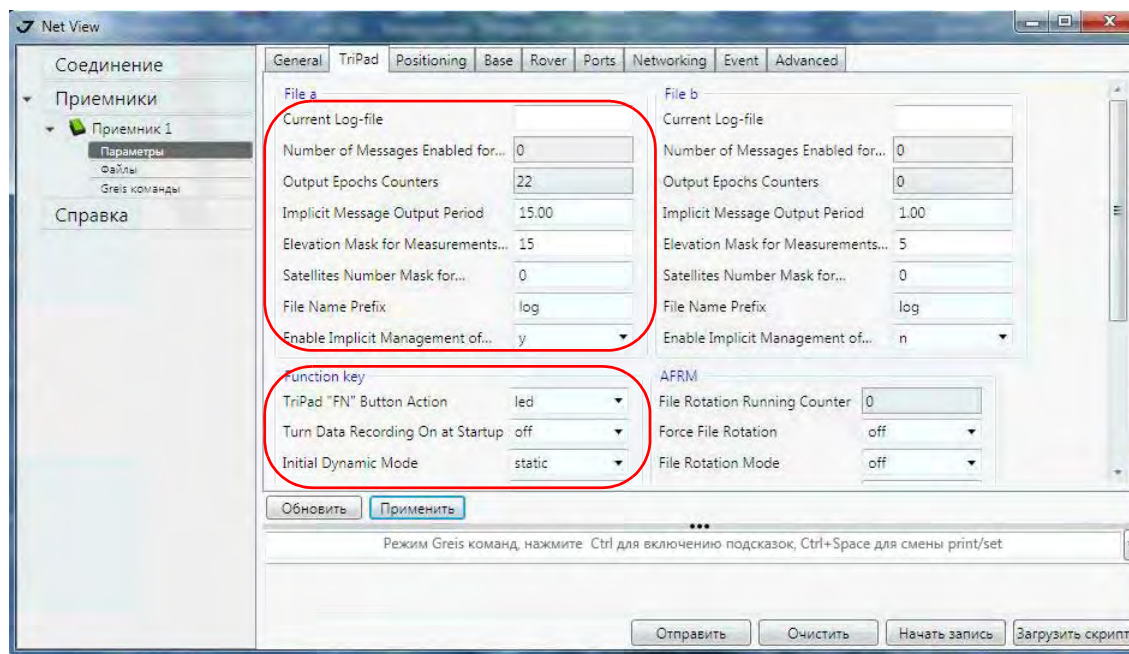 Net View
Соединение
Приемники
Приемник 1
Параметры
Файлы
Greis команды
Справка
General TriPad Positioning Base Rover Ports Networking Event Advanced
File a
Current Log-file
Number of Messages Enabled for... 0
Output Epochs Counters 22
Implicit Message Output Period 15.00
Elevation Mask for Measurements... 15
Satellites Number Mask for... 0
File Name Prefix log
Enable Implicit Management of... y
File b
Current Log-file
Number of Messages Enabled for... 0
Output Epochs Counters 0
Implicit Message Output Period 1.00
Elevation Mask for Measurements... 5
Satellites Number Mask for... 0
File Name Prefix log
Enable Implicit Management of... n
Function key
TriPad "FN" Button Action led
Turn Data Recording On at Startup off
Initial Dynamic Mode static
AFRM
File Rotation Running Counter 0
Force File Rotation off
File Rotation Mode off
Обновить Применить
Режим Greis команд, нажмите Ctrl для включению подсказок, Ctrl+Space для смены print/set
Отправить Очистить Начать запись Загрузить скрипт